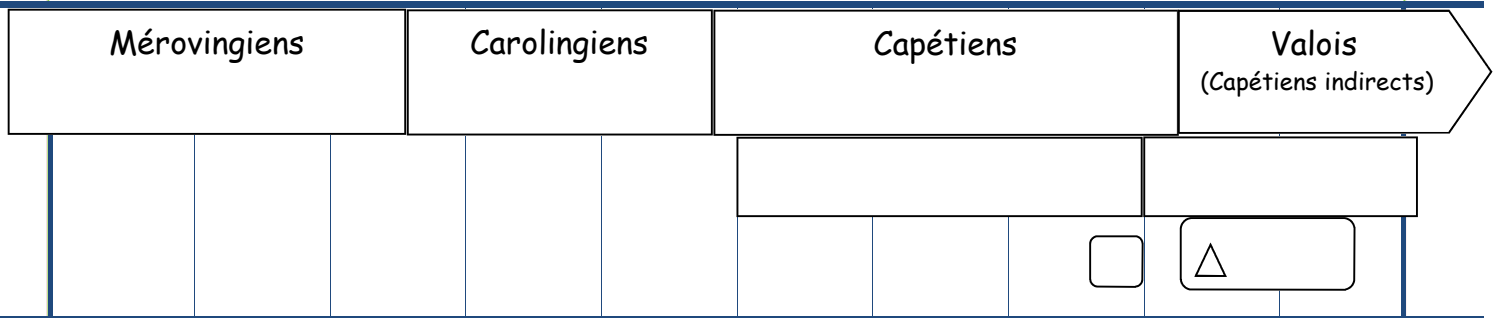 Mérovingiens
Carolingiens
Capétiens
Valois
(Capétiens indirects)